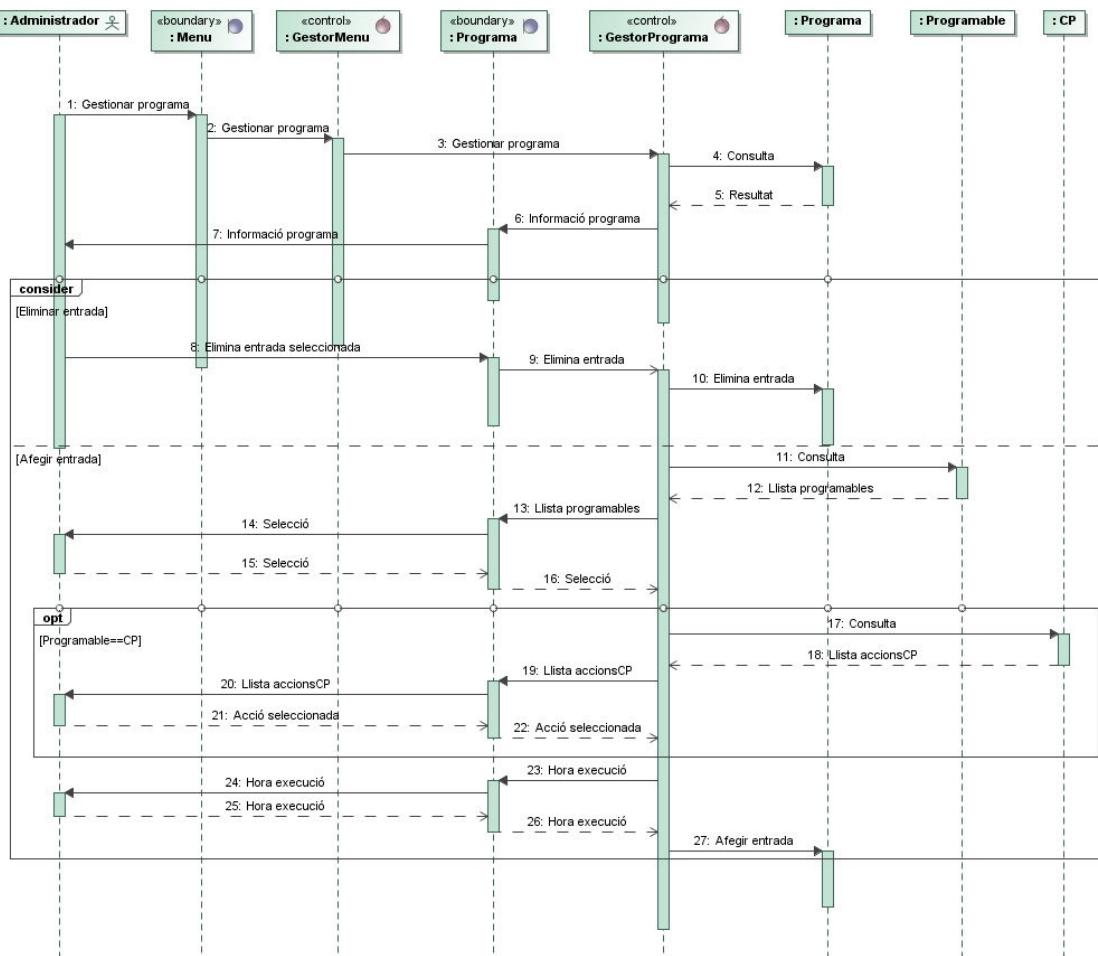 : Administrador
«boundary»
: Menu
«control»
: GestorMenu
«boundary»
: Programa
«control»
: GestorPrograma
: Programa
: Programable
: CP
1: Gestionar programa
2: Gestionar programa
3: Gestionar programa
4: Consulta
5: Resultat
6: Informació programa
7: Informació programa
consider
[Eliminar entrada]
8: Elimina entrada seleccionada
9: Elimina entrada
10: Elimina entrada
[Afegir entrada]
11: Consulta
12: Llista programables
13: Llista programables
14: Selecció
15: Selecció
16: Selecció
opt
[Programable==CP]
17: Consulta
18: Llista accionsCP
19: Llista accionsCP
20: Llista accionsCP
21: Acció seleccionada
22: Acció seleccionada
23: Hora execució
24: Hora execució
25: Hora execució
26: Hora execució
27: Afegir entrada